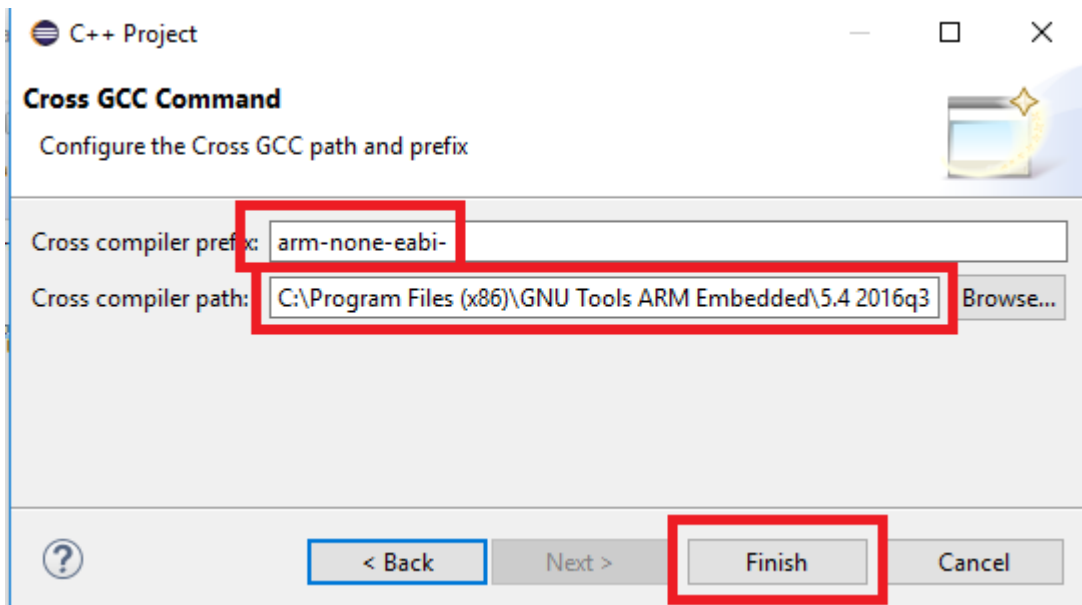 C++ Project
Cross GCC Command
Configure the Cross GCC path and prefix
Cross compiler prefix: arm-none-eabi-
Cross compiler path: C:\Program Files (x86)\GNU Tools ARM Embedded\5.4 2016q3 Browse...
? < Back Next > Finish Cancel